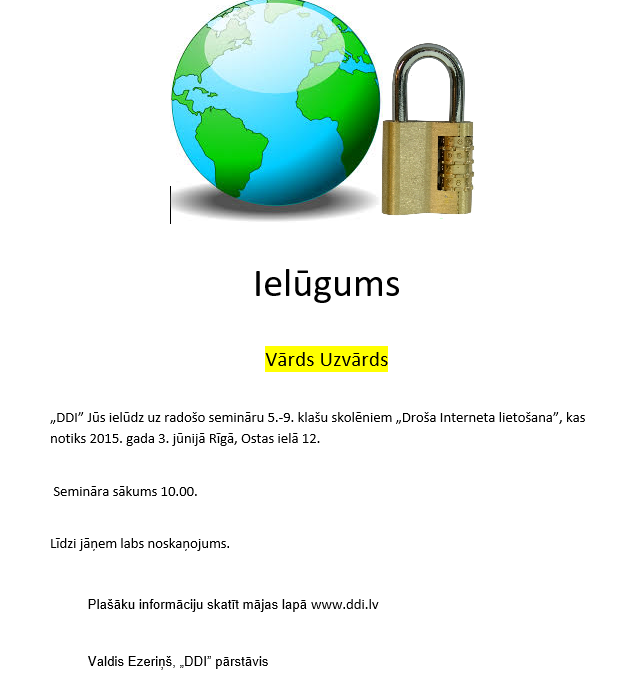 Ielūgums
Vārds Uzvārds
„DDI” Jūs ielūdz uz radošo semināru 5.-9. klašu skolēniem „Droša Interneta lietošana”, kas
notiks 2015. gada 3. jūnijā Rīgā, Ostas ielā 12.
Semināra sākums 10.00.
Līdzi jāņem labs noskaņojums.
Plašāku informāciju skatīt mājas lapā www.ddi.lv
Valdis Ezeriņš, „DDI” pārstāvis